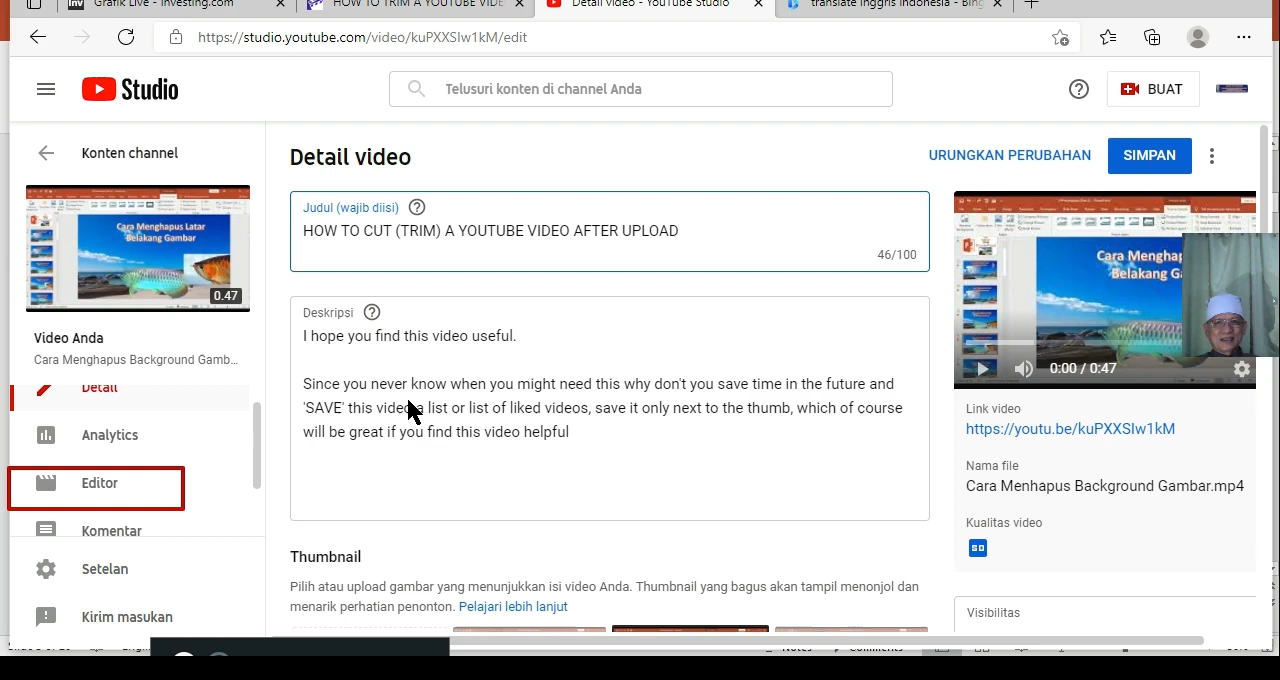 Grafik Live - Investing.com
HOW TO TRIM A YOUTUBE VIDE
Detail video - YouTube Studio
translate inggris indonesia - Bing
https://studio.youtube.com/video/kuPXXSIw1kM/edit
Studio
Telusuri konten di channel Anda
BUAT
Konten channel
Detail video
URUNGKAN PERUBAHAN
SIMPAN
Cara Menghapus Latar
Belakang Gambar
0.47
Video Anda
Cara Menghapus Background Gamb...
Detail
Analytics
Editor
Komentar
Setelan
Kirim masukan
Judul (wajib diisi)
HOW TO CUT (TRIM) A YOUTUBE VIDEO AFTER UPLOAD
46/100
Deskripsi
I hope you find this video useful.
Since you never know when you might need this why don't you save time in the future and
'SAVE' this video a list or list of liked videos, save it only next to the thumb, which of course
will be great if you find this video helpful
Thumbnail
Pilih atau upload gambar yang menunjukkan isi video Anda. Thumbnail yang bagus akan tampil menonjol dan
menarik perhatian penonton. Pelajari lebih lanjut
Cara Mengha
Belakang Ga
0:00 / 0:47
Link video
https://youtu.be/kuPXXSIw1kM
Nama file
Cara Menhapus Background Gambar.mp4
Kualitas video
SD
Visibilitas
Notes
Comments